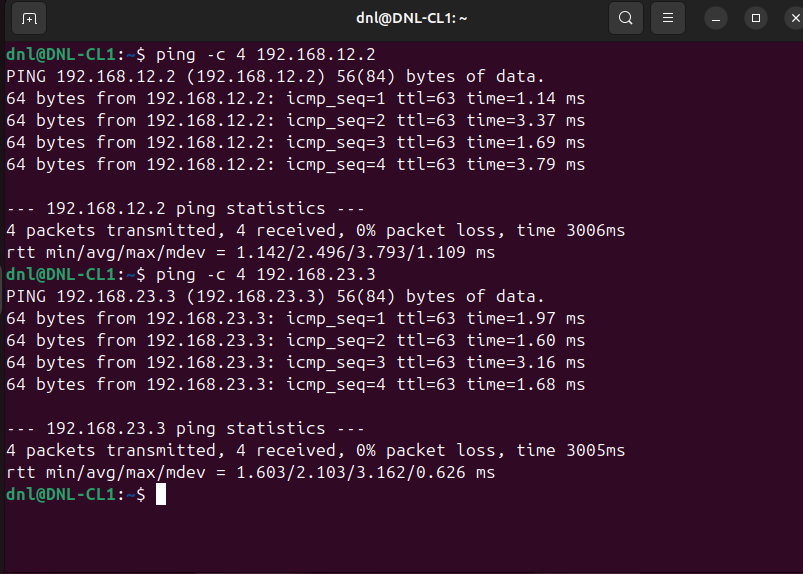 dnl@DNL-CL1: ~
dnl@DNL-CL1:~$ ping -c 4 192.168.12.2
PING 192.168.12.2 (192.168.12.2) 56(84) bytes of data.
64 bytes from 192.168.12.2: icmp_seq=1 ttl=63 time=1.14 ms
64 bytes from 192.168.12.2: icmp_seq=2 ttl=63 time=3.37 ms
64 bytes from 192.168.12.2: icmp_seq=3 ttl=63 time=1.69 ms
64 bytes from 192.168.12.2: icmp_seq=4 ttl=63 time=3.79 ms
--- 192.168.12.2 ping statistics ---
4 packets transmitted, 4 received, 0% packet loss, time 3006ms
rtt min/avg/max/mdev = 1.142/2.496/3.793/1.109 ms
dnl@DNL-CL1:~$ ping -c 4 192.168.23.3
PING 192.168.23.3 (192.168.23.3) 56(84) bytes of data.
64 bytes from 192.168.23.3: icmp_seq=1 ttl=63 time=1.97 ms
64 bytes from 192.168.23.3: icmp_seq=2 ttl=63 time=1.60 ms
64 bytes from 192.168.23.3: icmp_seq=3 ttl=63 time=3.16 ms
64 bytes from 192.168.23.3: icmp_seq=4 ttl=63 time=1.68 ms
--- 192.168.23.3 ping statistics ---
4 packets transmitted, 4 received, 0% packet loss, time 3005ms
rtt min/avg/max/mdev = 1.603/2.103/3.162/0.626 ms
dnl@DNL-CL1:~$